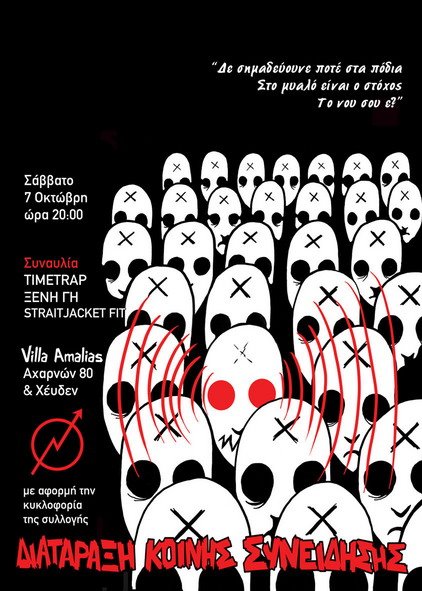 “Δε σημαδεύουνε ποτέ στα πόδια
Στο μυαλό είναι ο στόχος
Το νου σου ε?”
Σάββατο
7 Οκτώβρη
ώρα 20:00
Συναυλία
TIMETRAP
ΞΕΝΗ ΓΗ
STRAITJACKET FIT
Villa Amalias
Αχαρνών 80
& Χέυδεν
με αφορμή την
κυκλοφορία
της συλλογής
ΔΙΑΤΑΡΑΞΗ ΚΟΙΝΗΣ ΣΥΝΕΙΔΗΣΗΣ